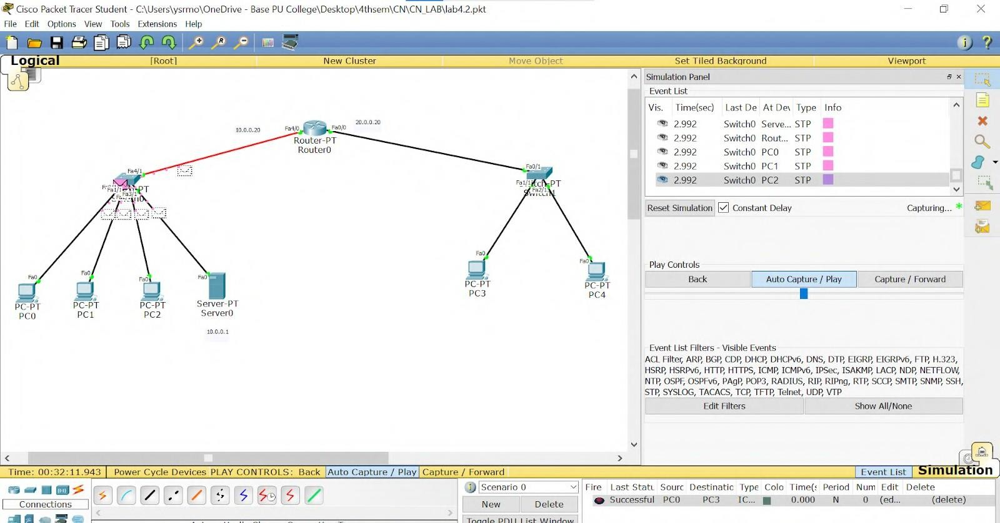 Cisco Packet Tracer Student - C:\Users\ysrmo\OneDrive - Base PU College\Desktop\4thsem\CN\CN_LAB\lab4.2.pkt
File Edit Options View Tools Extensions Help
Logical [Root] New Cluster Move Object Set Tiled Background Viewport
Simulation Panel
Event List
Vis. Time(sec) Last De At Dev Type Info
2.992 Switch0 Serve... STP
2.992 Switch0 Rout... STP
2.992 Switch0 PC0 STP
2.992 Switch0 PC1 STP
2.992 Switch0 PC2 STP
Reset Simulation Constant Delay Capturing... *
Play Controls
Back Auto Capture / Play Capture / Forward
Event List Filters - Visible Events
ACL Filter, ARP, BGP, CDP, DHCP, DHCPv6, DNS, DTP, EIGRP, EIGRPv6, FTP, H.323,
HSRP, HSRPv6, HTTP, HTTPS, ICMP, ICMPv6, IPSec, ISAKMP, LACP, NDP, NETFLOW,
NTP, OSPF, OSPFv6, PAgP, POP3, RADIUS, RIP, RIPng, RTP, SCCP, SMTP, SNMP, SSH,
STP, SYSLOG, TACACS, TCP, TFTP, Telnet, UDP, VTP
Edit Filters Show All/None
10.0.0.20 Fa4/0 Fa0/0 20.0.0.20
Router-PT
Router0
Fa4/1
Fa1/1
Fa3/1
Fa0/1
Fa2/1
Switch1
Fa0
PC-PT
PC0
Fa0
PC-PT
PC1
Fa0
PC-PT
PC2
Fa0
Server-PT
Server0
10.0.0.1
Fa0
PC-PT
PC3
Fa0
PC-PT
PC4
Time: 00:32:11.943 Power Cycle Devices PLAY CONTROLS: Back Auto Capture / Play Capture / Forward Event List Simulation
Connections
Scenario 0
New Delete
Toggle PDU List Window
Fire Last Statu Sourc Destinatic Type Colo Time(s Period Num Edit Delete
Successful PC0 PC3 IC... 0.000 N 0 (ed... (delete)